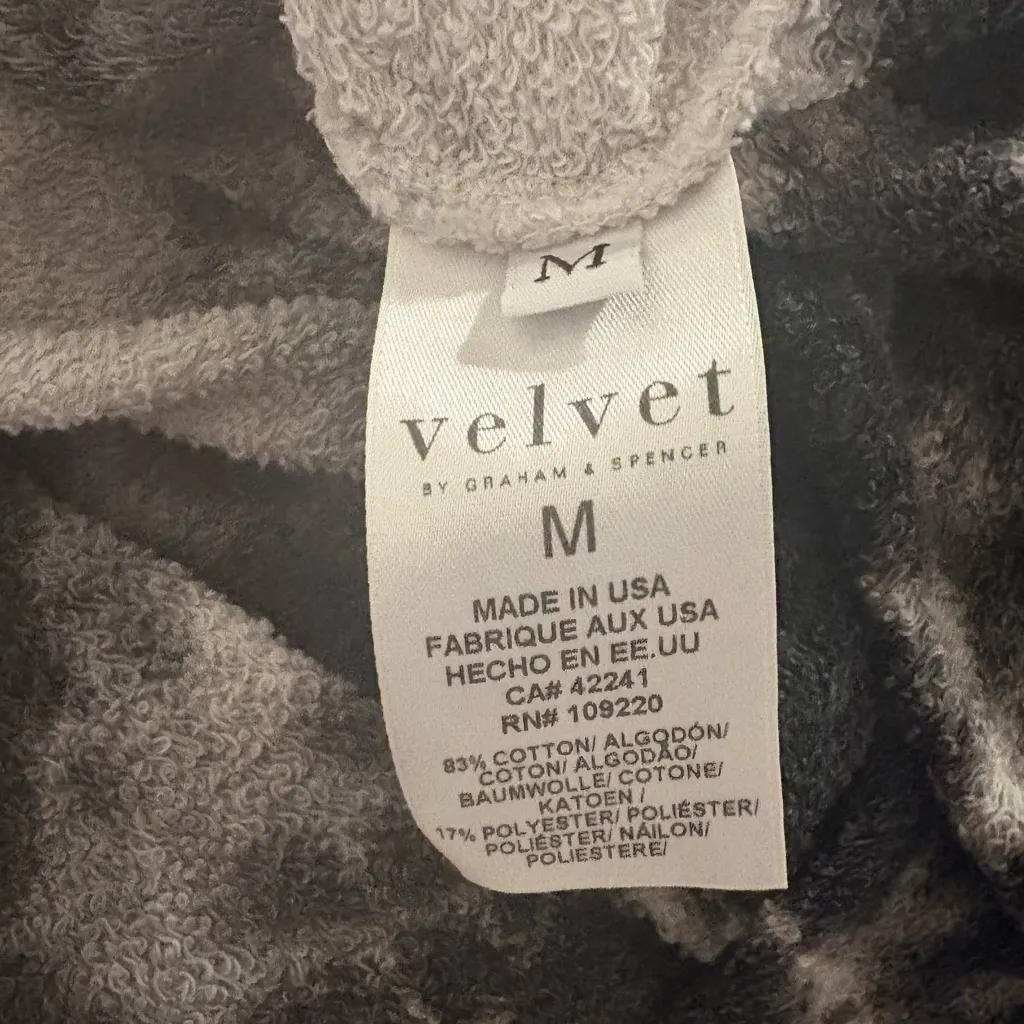 M
velvet
BY GRAHAM & SPENCER
M
MADE IN USA
FABRIQUE AUX USA
HECHO EN EE.UU
CA# 42241
RN# 109220
83% COTTON/ ALGODÓN/
COTON/ ALGODÃO/
BAUMWOLLE/ COTONE/
KATOEN /
17% POLYESTER/ POLIÉSTER/
POLIÉSTER/ NÁILON/
POLIESTERE/